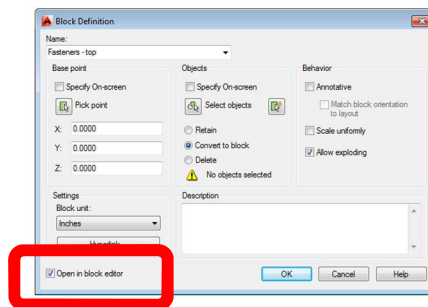 Block Definition
Name:
Fasteners - top
Base point
Specify On-screen
Pick point
X: 0.0000
Y: 0.0000
Z: 0.0000
Objects
Specify On-screen
Select objects
Retain
Convert to block
Delete
No objects selected
Behavior
Annotative
Match block orientation
to layout
Scale uniformly
Allow exploding
Settings
Block unit:
Inches
Hyperlink
Description
Open in block editor
OK Cancel Help